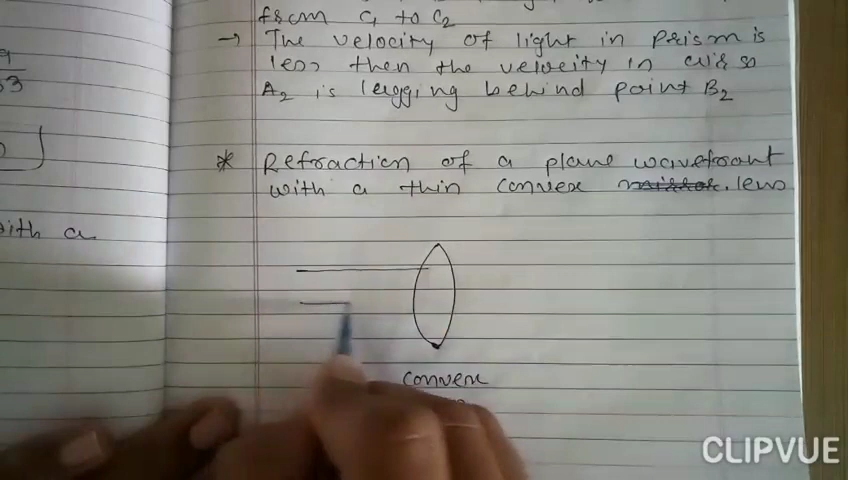 from C1 to C2
→ The velocity of light in Prism is
less then the velocity in air so
A2 is lagging behind point B2
* Refraction of a plane wavefront
with a thin convex lens
ith a
convex
CLIPVUE